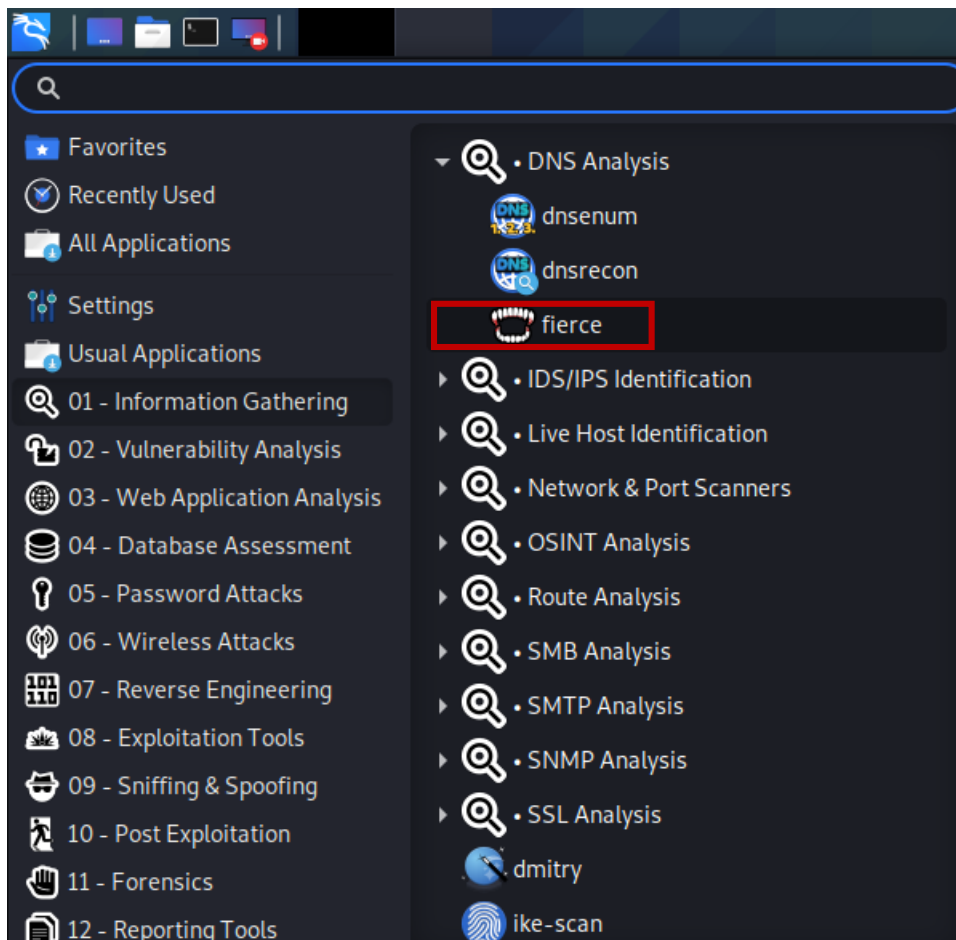 Favorites
Recently Used
All Applications
Settings
Usual Applications
01 - Information Gathering
02 - Vulnerability Analysis
03 - Web Application Analysis
04 - Database Assessment
05 - Password Attacks
06 - Wireless Attacks
07 - Reverse Engineering
08 - Exploitation Tools
09 - Sniffing & Spoofing
10 - Post Exploitation
11 - Forensics
12 - Reporting Tools
• DNS Analysis
dnsenum
dnsrecon
fierce
• IDS/IPS Identification
• Live Host Identification
• Network & Port Scanners
• OSINT Analysis
• Route Analysis
• SMB Analysis
• SMTP Analysis
• SNMP Analysis
• SSL Analysis
dmitry
ike-scan